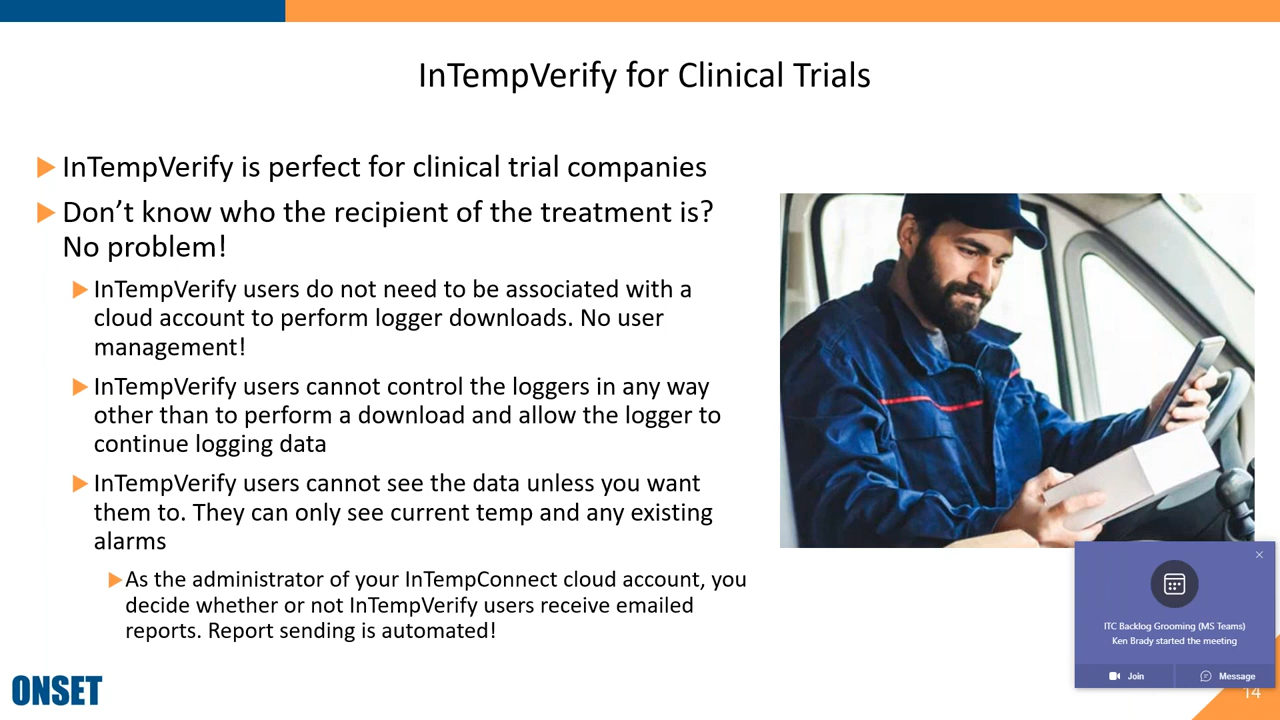 InTempVerify for Clinical Trials
InTempVerify is perfect for clinical trial companies
Don’t know who the recipient of the treatment is?
No problem!
InTempVerify users do not need to be associated with a
cloud account to perform logger downloads. No user
management!
InTempVerify users cannot control the loggers in any way
other than to perform a download and allow the logger to
continue logging data
InTempVerify users cannot see the data unless you want
them to. They can only see current temp and any existing
alarms
As the administrator of your InTempConnect cloud account, you
decide whether or not InTempVerify users receive emailed
reports. Report sending is automated!
ITC Backlog Grooming (MS Teams)
Ken Brady started the meeting
Join
Message
ONSET
14